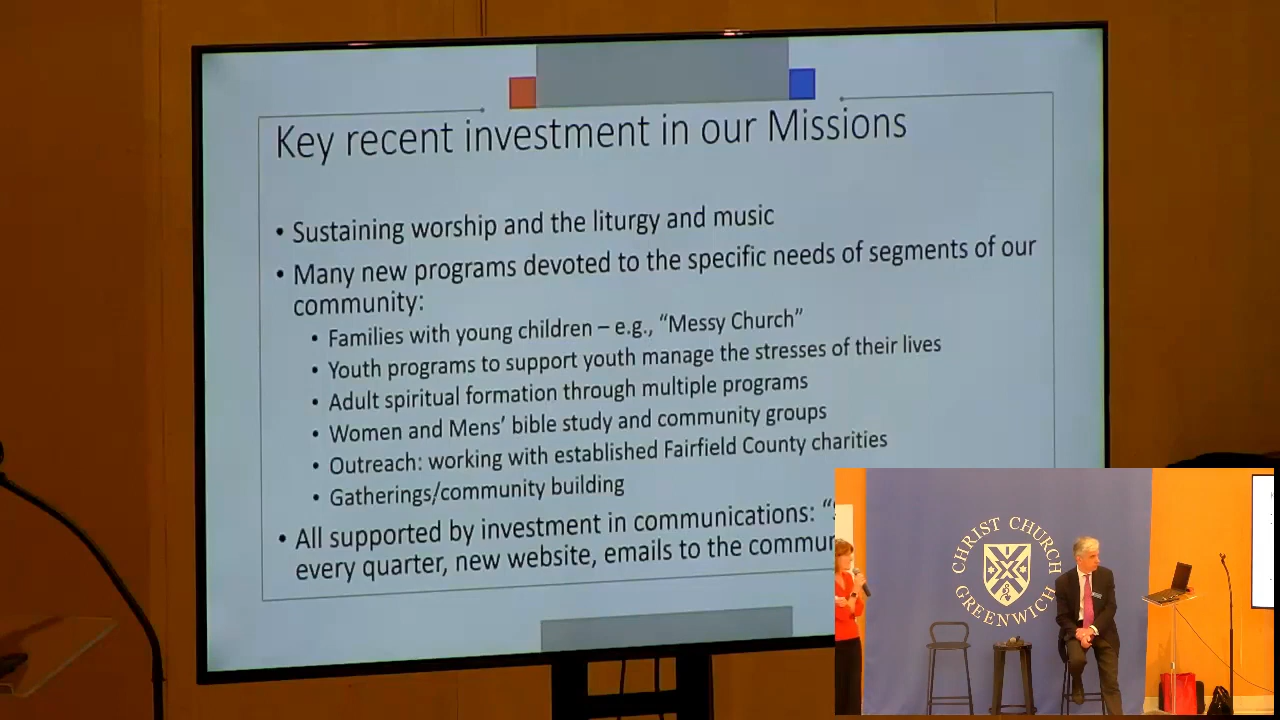 Key recent investment in our Missions
• Sustaining worship and the liturgy and music
• Many new programs devoted to the specific needs of segments of our
community:
• Families with young children – e.g., “Messy Church”
• Youth programs to support youth manage the stresses of their lives
• Adult spiritual formation through multiple programs
• Women and Mens’ bible study and community groups
• Outreach: working with established Fairfield County charities
• Gatherings/community building
• All supported by investment in communications: “
every quarter, new website, emails to the
CHRIST CHURCH
GREENWICH